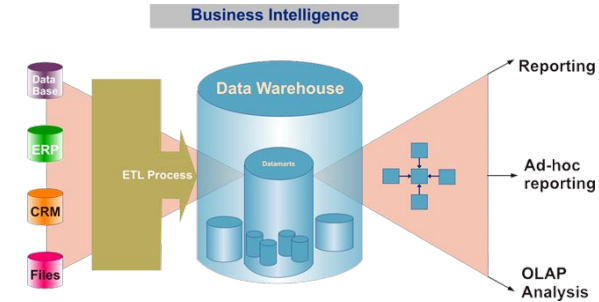 Business Intelligence
Data
Base
ERP
CRM
Files
ETL Process
Data Warehouse
Datamarts
Reporting
Ad-hoc
reporting
OLAP
Analysis